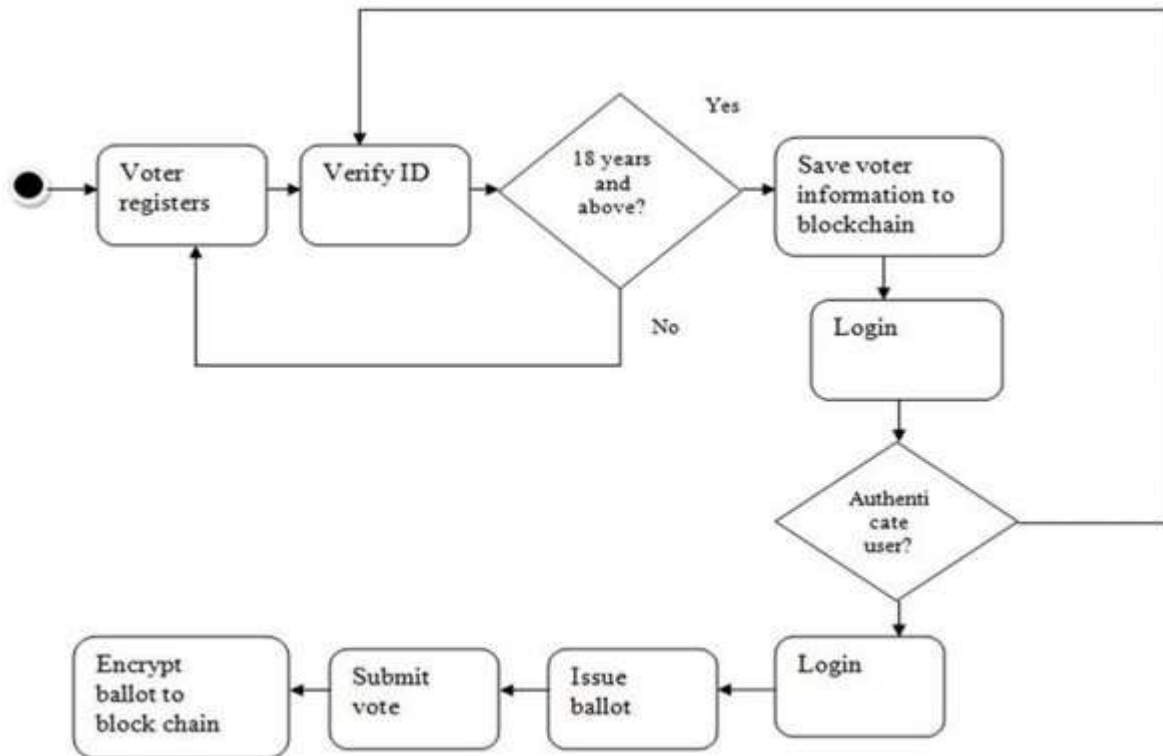 Voter
registers
Verify ID
18 years
and
above?
Yes
No
Save voter
information to
blockchain
Login
Authenti
cate
user?
Login
Issue
ballot
Submit
vote
Encrypt
ballot to
block chain